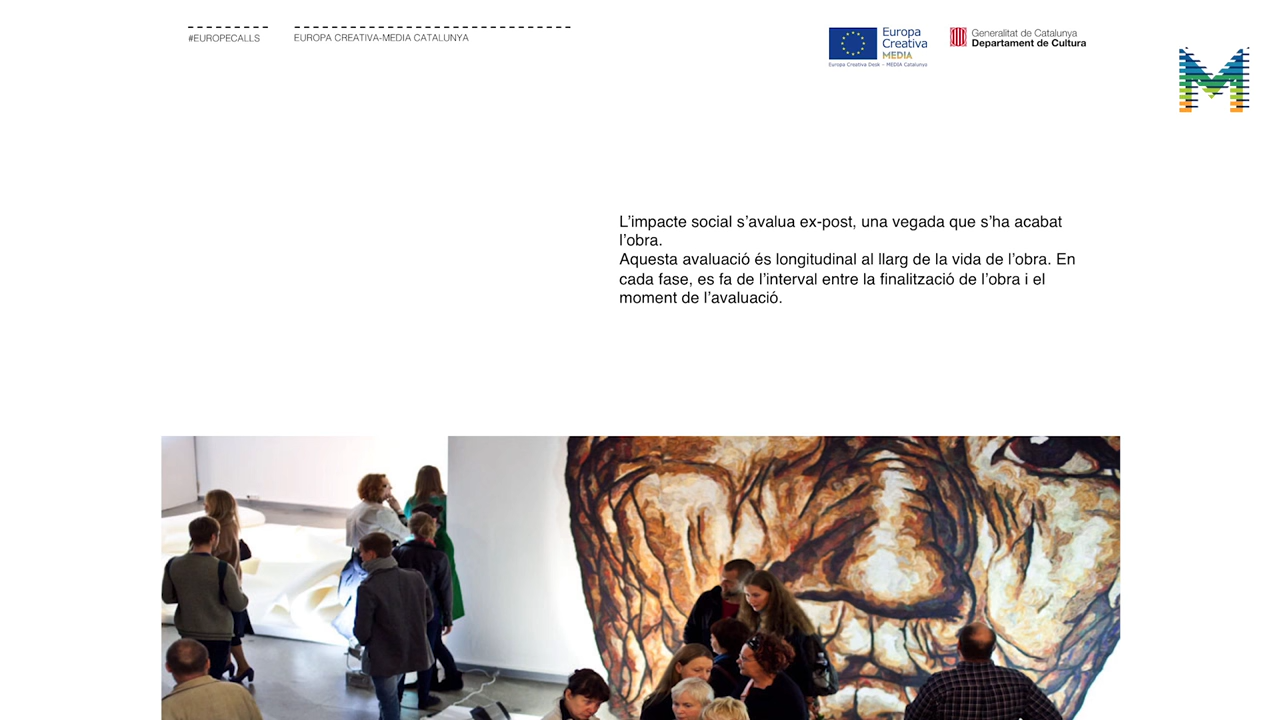 #EUROPECALLS
EUROPA CREATIVA-MEDIA CATALUNYA
Europa
Creativa
MEDIA
Europa Creativa Desk – MEDIA Catalunya
Generalitat de Catalunya
Departament de Cultura
M
L’impacte social s’avalua ex-post, una vegada que s’ha acabat
l’obra.
Aquesta avaluació és longitudinal al llarg de la vida de l’obra. En
cada fase, es fa de l’interval entre la finalització de l’obra i el
moment de l’avaluació.